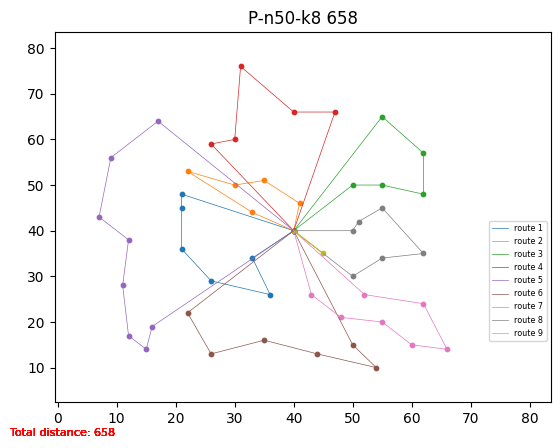 P-n50-k8 658
80
70
60
50
40
30
20
10
0 10 20 30 40 50 60 70 80
route 1
route 2
route 3
route 4
route 5
route 6
route 7
route 8
route 9
Total distance: